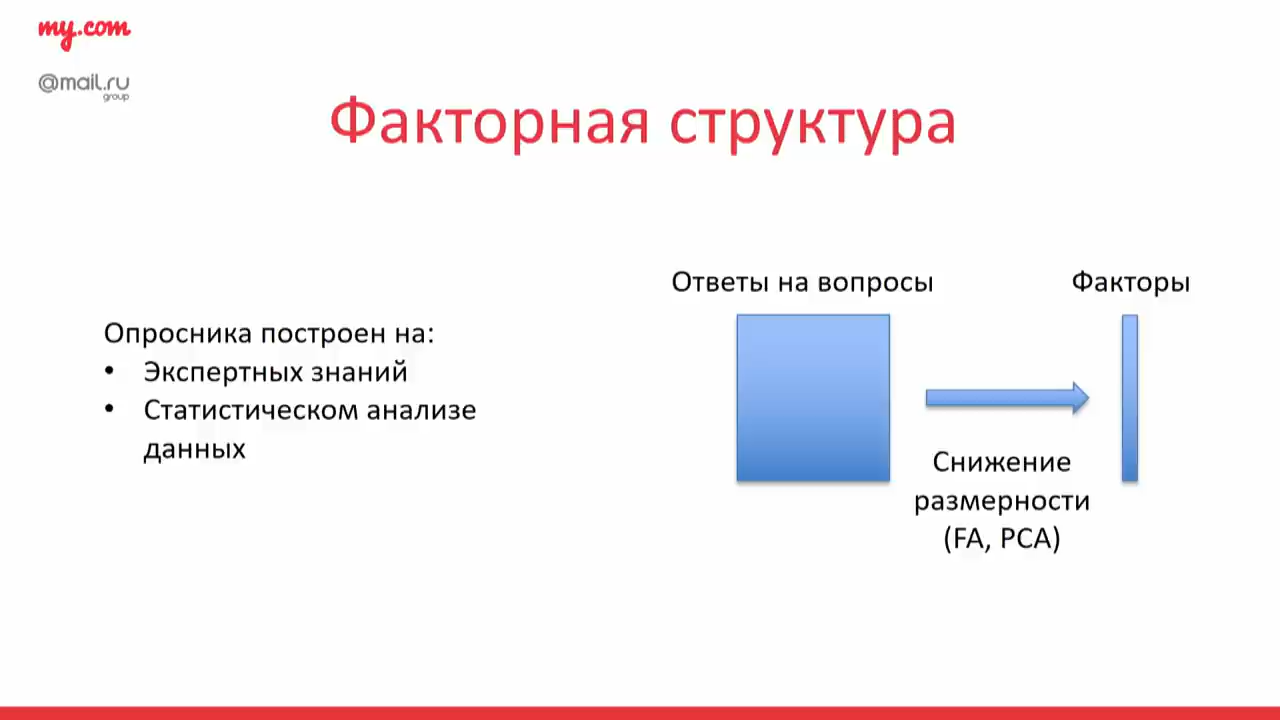 my.com
@mail.ru
group
Факторная структура
Опросника построен на:
• Экспертных знаний
• Статистическом анализе
данных
Ответы на вопросы
Факторы
Снижение
размерности
(FA, PCA)